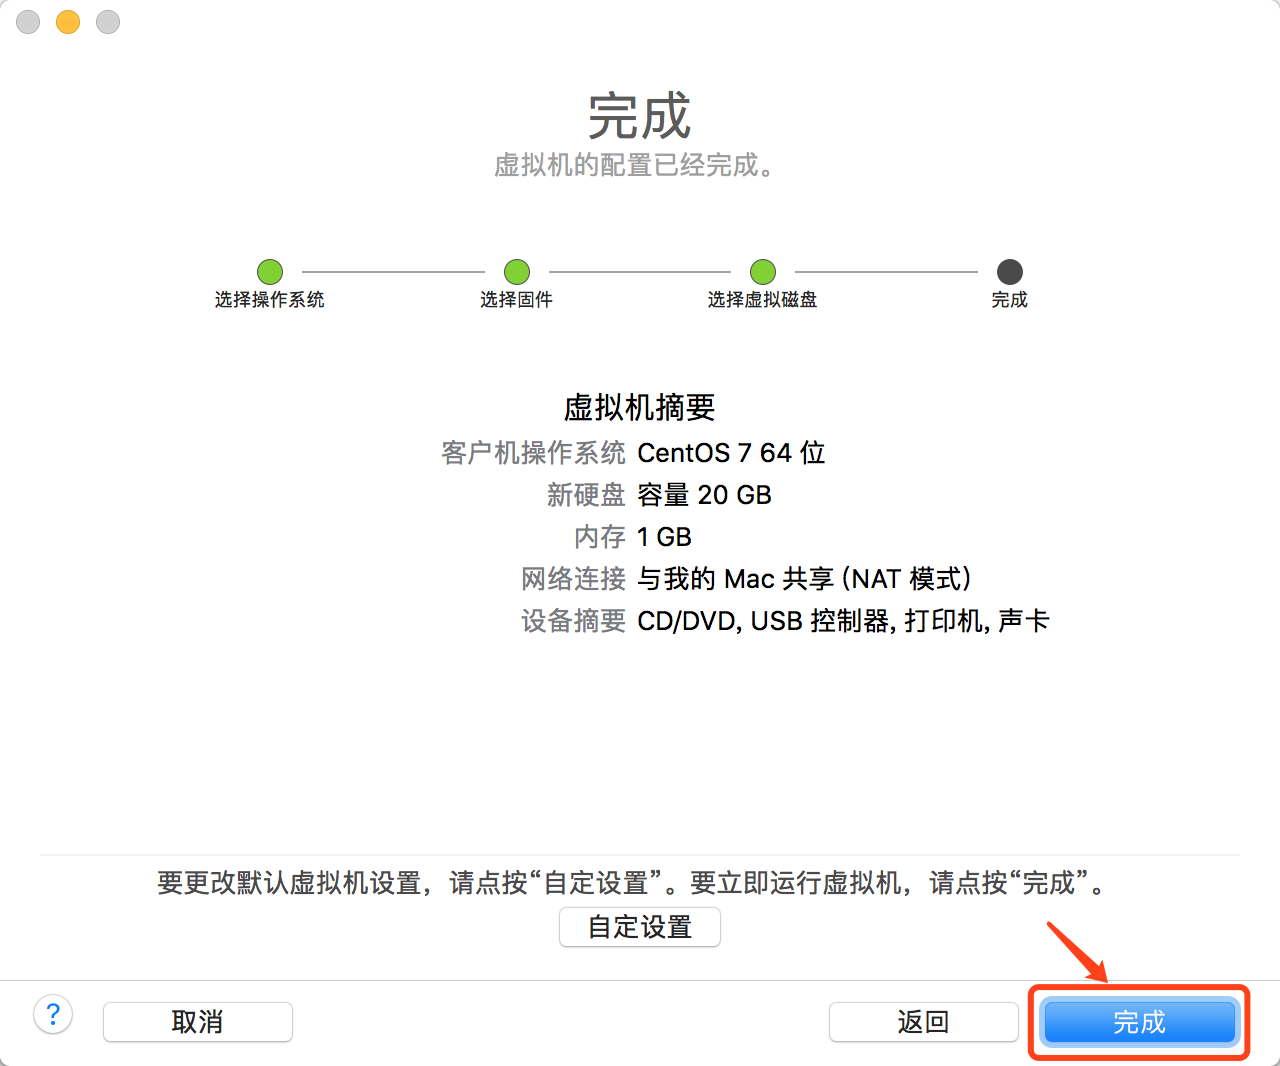 完成
虚拟机的配置已经完成。
选择操作系统 选择固件 选择虚拟磁盘 完成
虚拟机摘要
客户机操作系统 CentOS 7 64 位
新硬盘 容量 20 GB
内存 1 GB
网络连接 与我的 Mac 共享 (NAT 模式)
设备摘要 CD/DVD, USB 控制器, 打印机, 声卡
要更改默认虚拟机设置，请点按“自定设置”。要立即运行虚拟机，请点按“完成”。
自定设置
? 取消 返回 完成